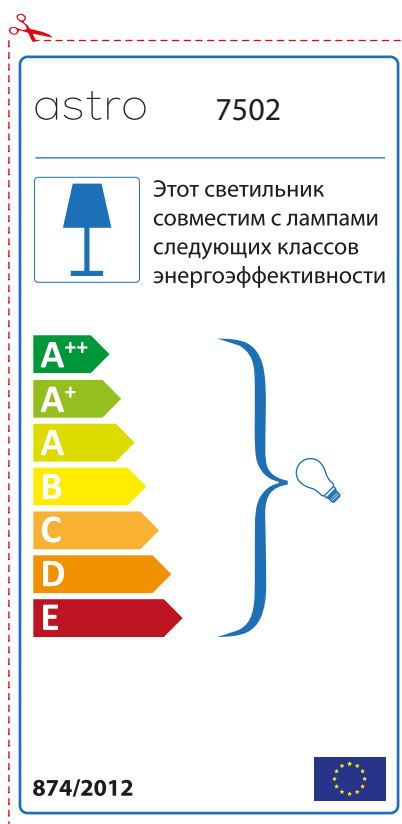 astro 7502
Этот светильник
совместим с лампами
следующих классов
энергоэффективности
A++
A+
A
B
C
D
E
874/2012